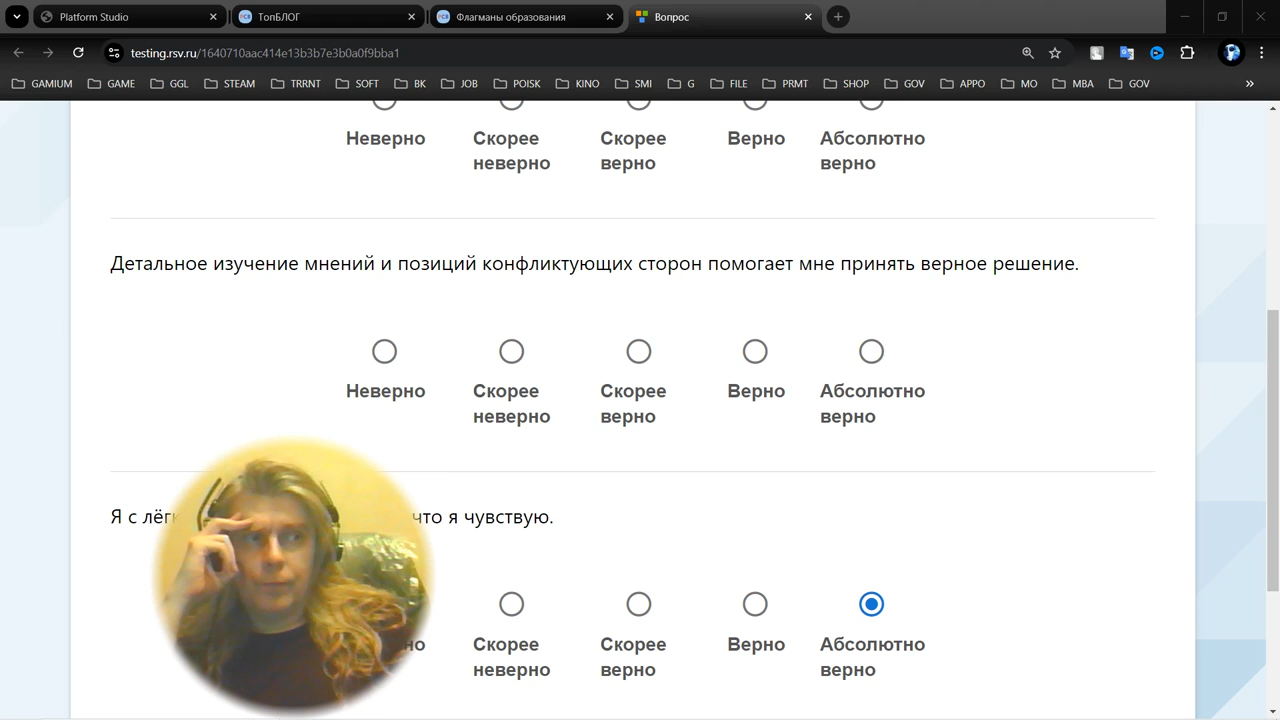 Platform Studio
ТопБЛОГ
Флагманы образования
Вопрос
testing.rsv.ru/1640710aac414e13b3b7e3b0a0f9bba1
GAMIUM GAME GGL STEAM TRRNT SOFT BK JOB POISK KINO SMI G FILE PRMT SHOP GOV APPO MO MBA GOV
Неверно Скорее неверно Скорее верно Верно Абсолютно верно
Детальное изучение мнений и позиций конфликтующих сторон помогает мне принять верное решение.
Неверно Скорее неверно Скорее верно Верно Абсолютно верно
Я с что я чувствую.
Скорее неверно Скорее верно Верно Абсолютно верно